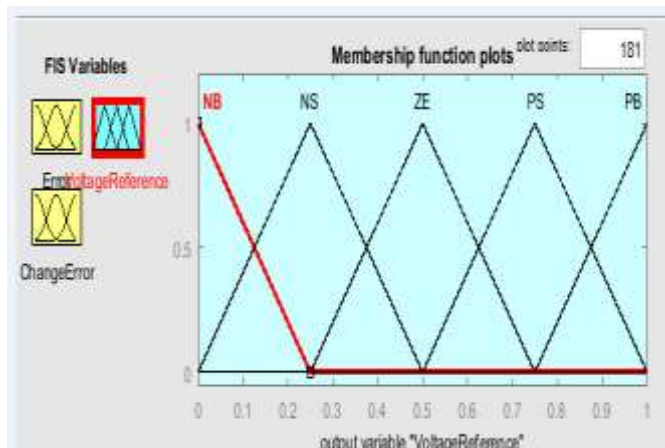 FIS Variables
Membership function plots
plot points:
181
NB NS ZE PS PB
Error
VoltageReference
ChangeError
1
0.5
0
0 0.1 0.2 0.3 0.4 0.5 0.6 0.7 0.8 0.9 1
output variable "VoltageReference"